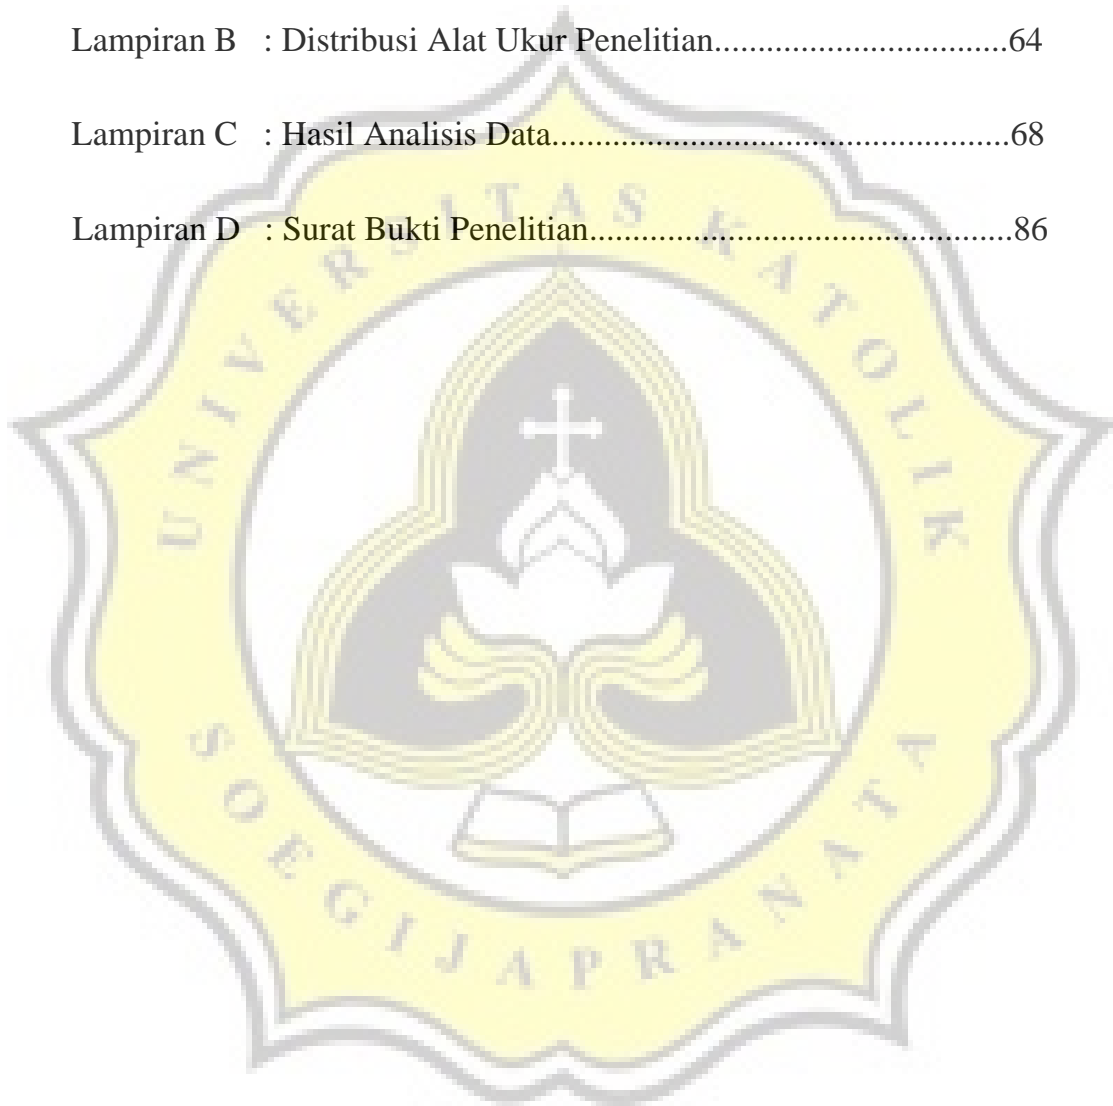 Lampiran B : Distribusi Alat Ukur Penelitian..................................64
Lampiran C : Hasil Analisis Data.....................................................68
Lampiran D : Surat Bukti Penelitian.................................................86
UNIVERSITAS KATOLIK
SOEGIJAPRANATA